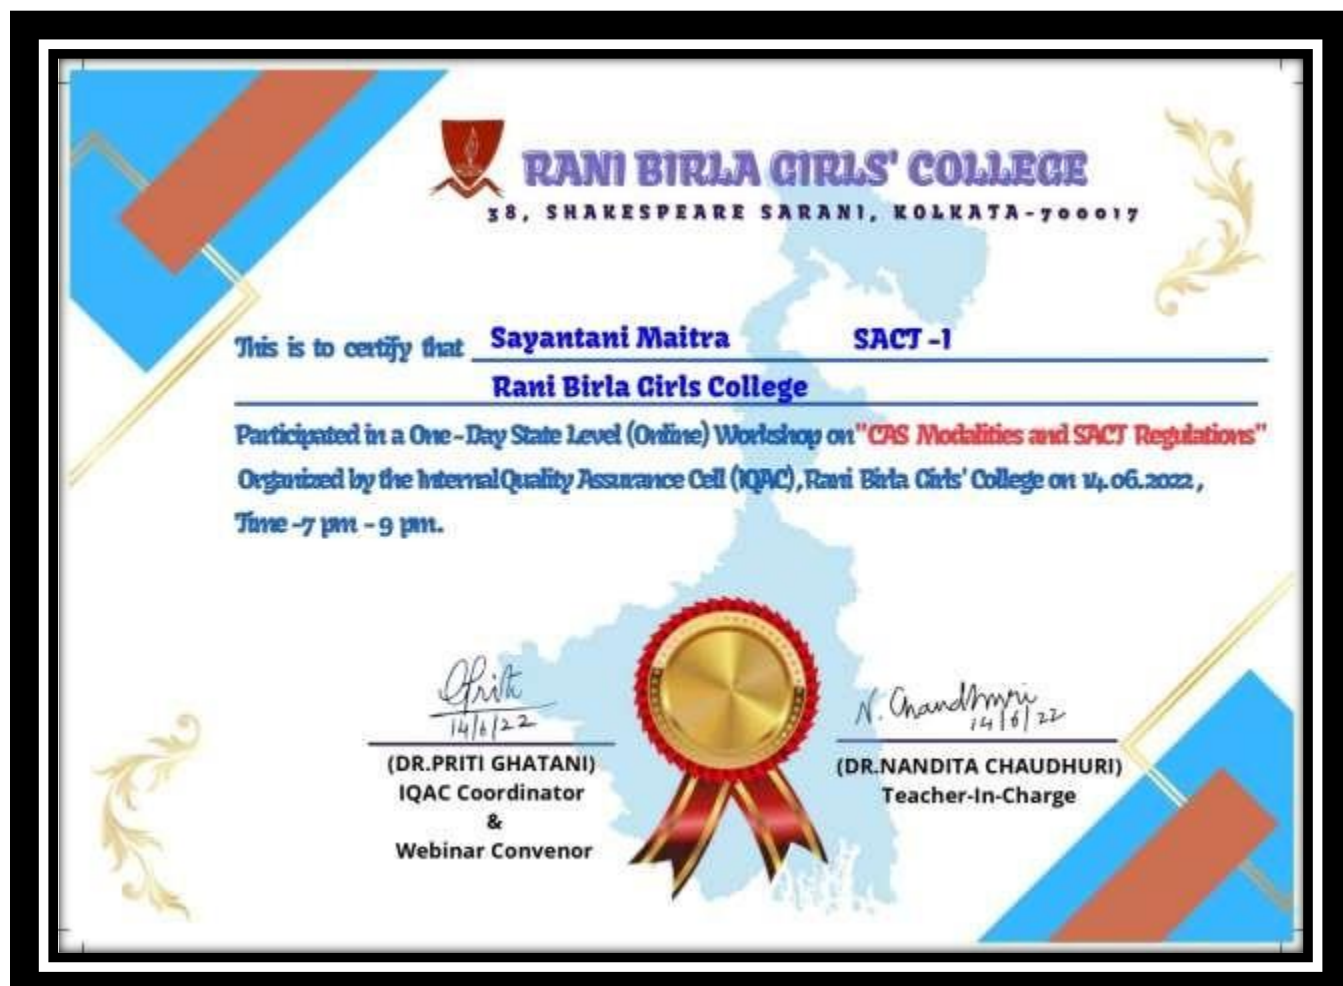 RANI BIRLA GIRLS' COLLEGE
38, SHAKESPEARE SARANI, KOLKATA-700017
This is to certify that Sayantani Maitra SACT -1
Rani Birla Girls College
Participated in a One-Day State Level (Online) Workshop on "CAS Modalities and SACT Regulations"
Organized by the Internal Quality Assurance Cell (IQAC), Rani Birla Girls' College on 14.06.2022,
Time -7 pm - 9 pm.
14/6/22
N. Chaudhuri
14/6/22
(DR.PRITI GHATANI)
IQAC Coordinator
&
Webinar Convenor
(DR.NANDITA CHAUDHURI)
Teacher-In-Charge